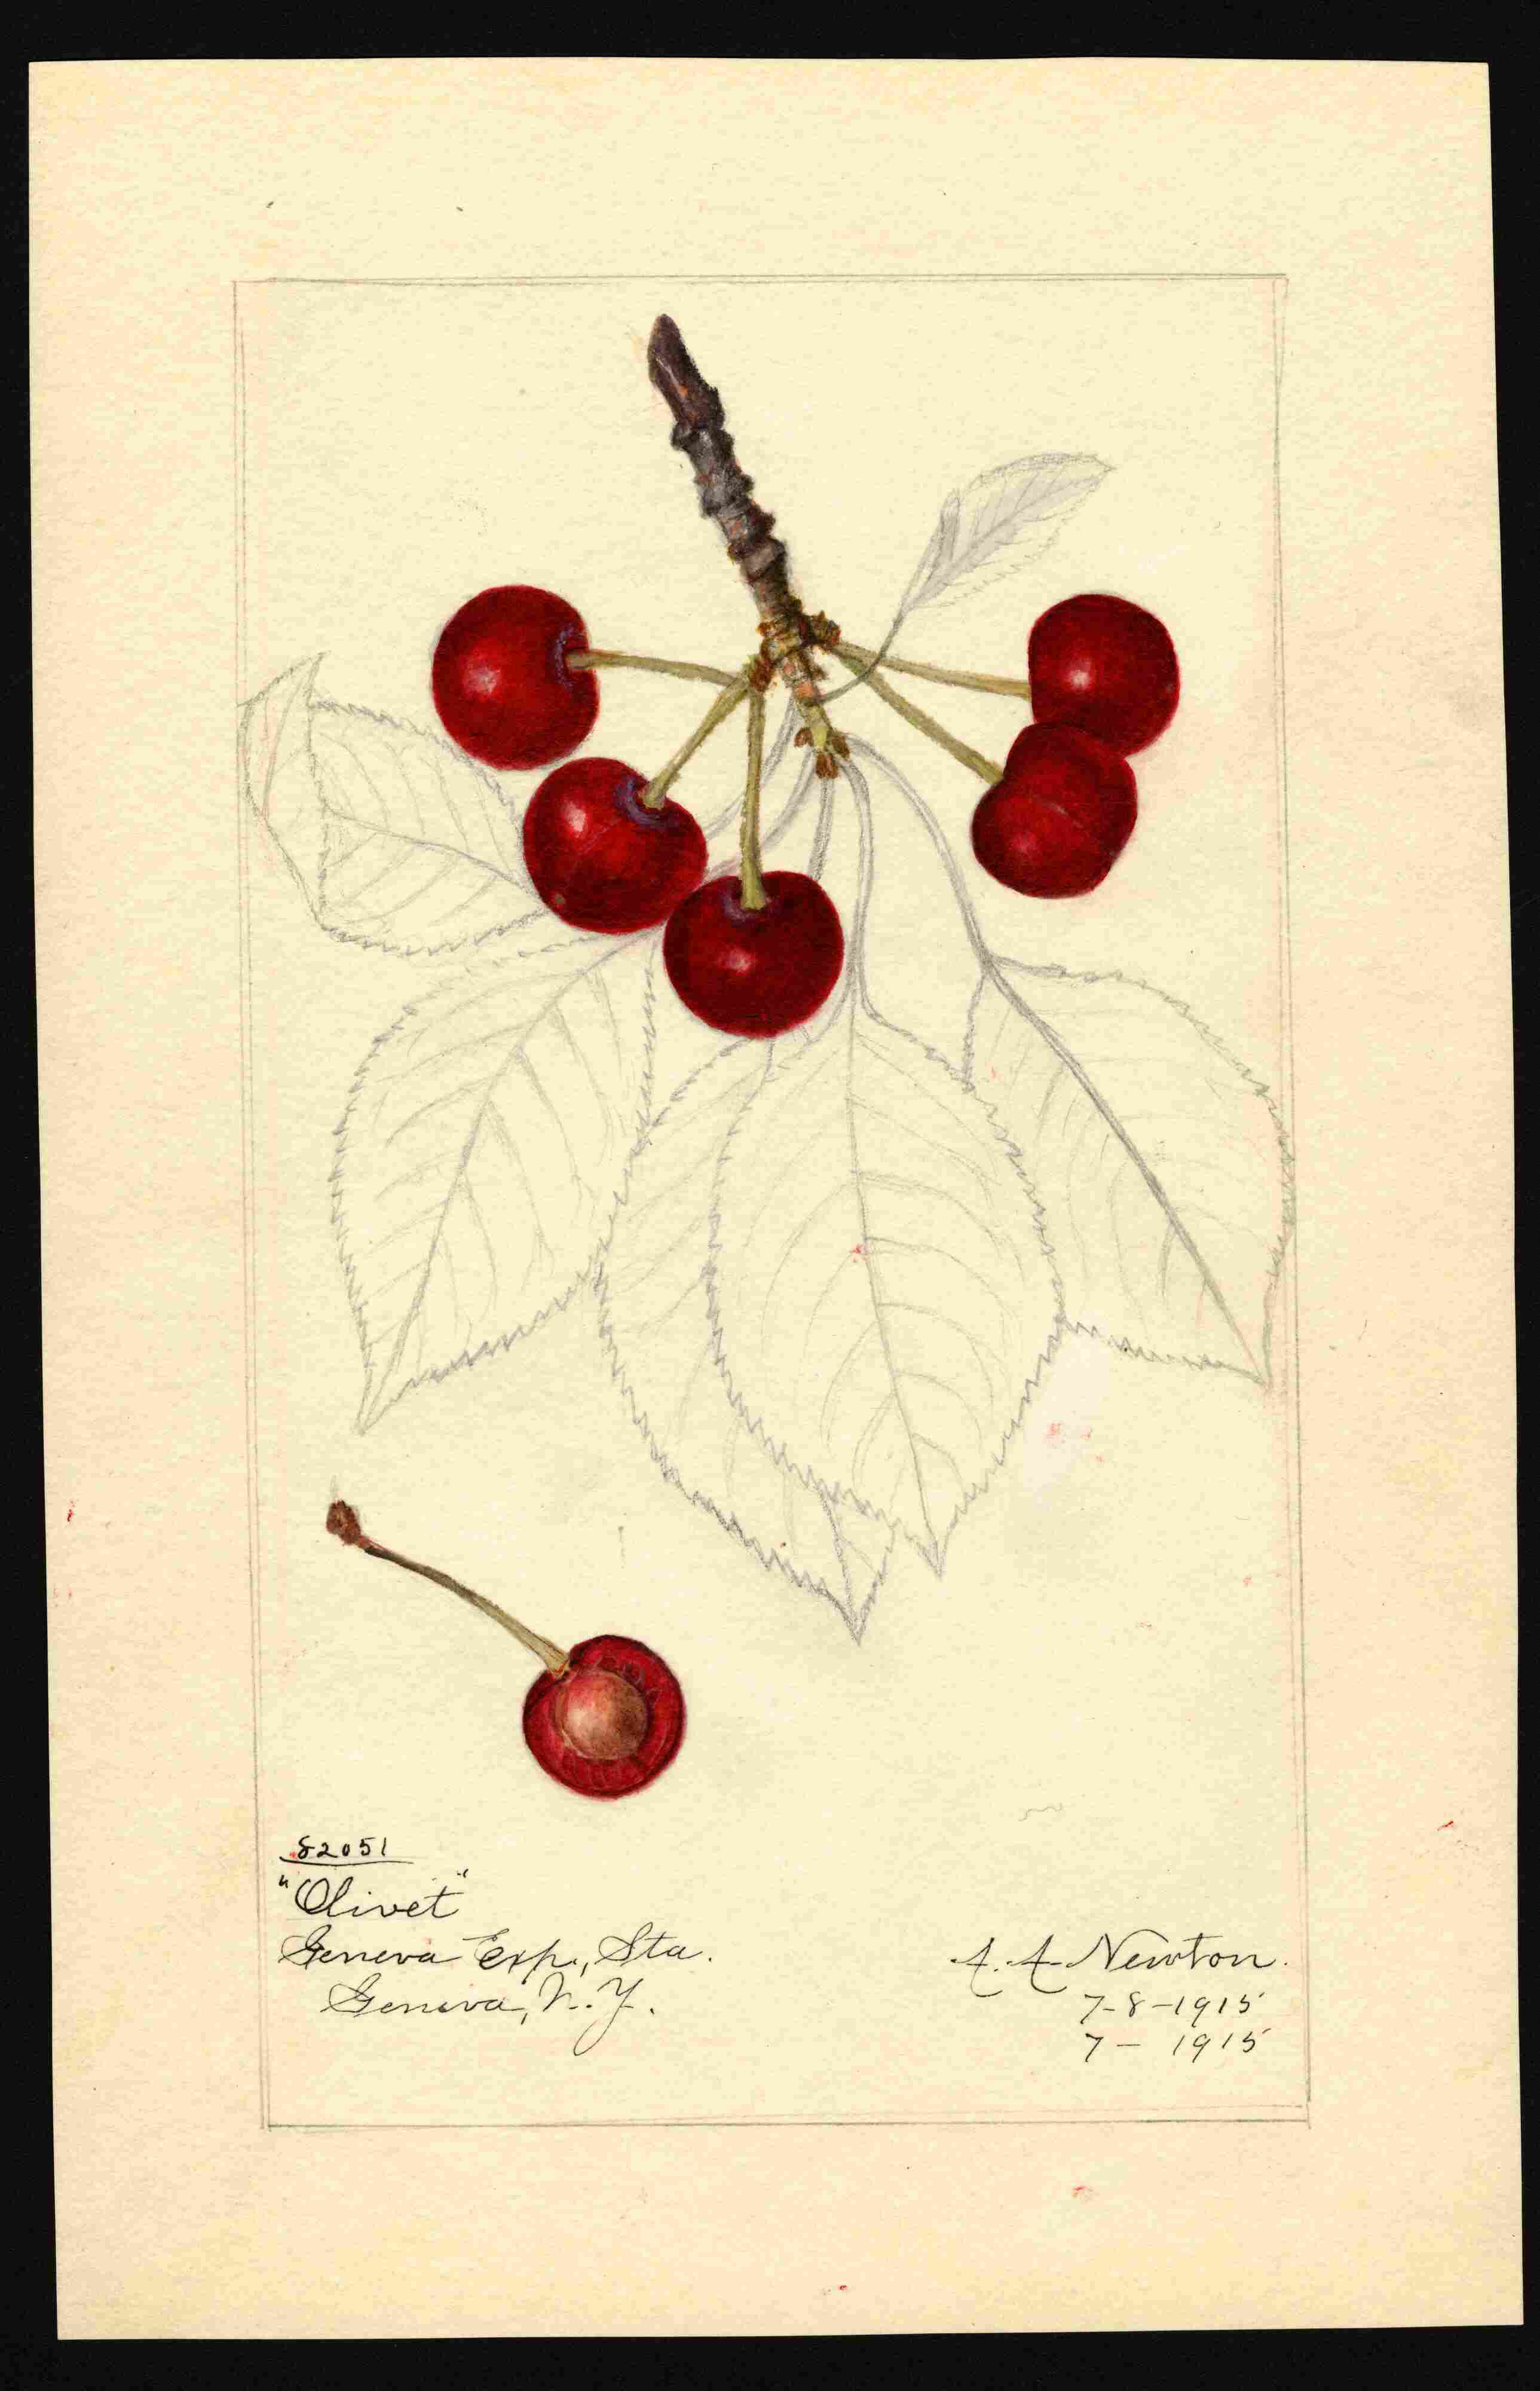 82051
"Olivet"
Geneva Exp., Sta.
Geneva, N. Y.
A. A. Newton.
7-8-1915
7- 1915